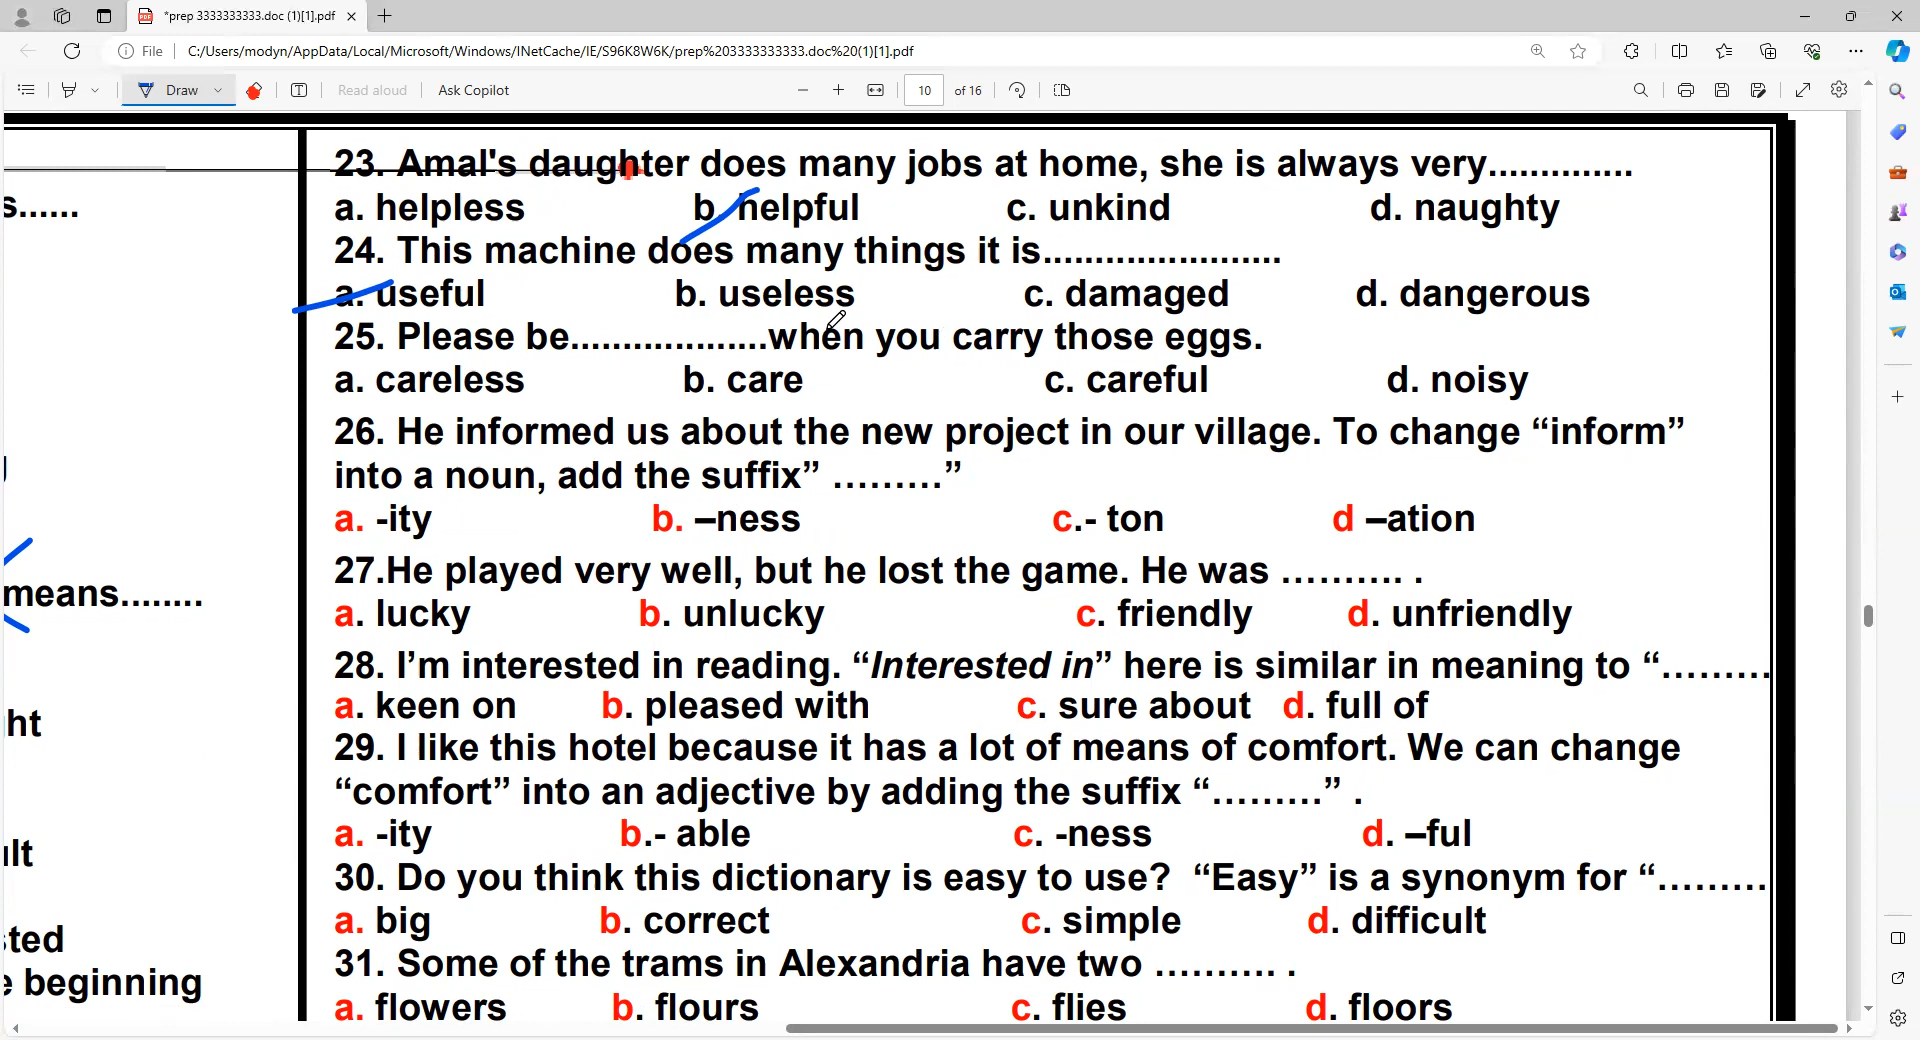 *prep 3333333333.doc (1)[1].pdf
File
C:/Users/modyn/AppData/Local/Microsoft/Windows/INetCache/IE/S96K8W6K/prep%203333333333.doc%20(1)[1].pdf
Draw
Read aloud
Ask Copilot
10 of 16
23. Amal's daughter does many jobs at home, she is always very..............
a. helpless b. helpful c. unkind d. naughty
24. This machine does many things it is.......................
a. useful b. useless c. damaged d. dangerous
25. Please be...................when you carry those eggs.
a. careless b. care c. careful d. noisy
26. He informed us about the new project in our village. To change “inform”
into a noun, add the suffix” ………”
a. -ity b. –ness c.- ton d –ation
27.He played very well, but he lost the game. He was ………. .
a. lucky b. unlucky c. friendly d. unfriendly
28. I’m interested in reading. “Interested in” here is similar in meaning to “………
a. keen on b. pleased with c. sure about d. full of
29. I like this hotel because it has a lot of means of comfort. We can change
“comfort” into an adjective by adding the suffix “………” .
a. -ity b.- able c. -ness d. –ful
30. Do you think this dictionary is easy to use? “Easy” is a synonym for “………
a. big b. correct c. simple d. difficult
31. Some of the trams in Alexandria have two ………. .
a. flowers b. flours c. flies d. floors
s......
means........
ht
beginning